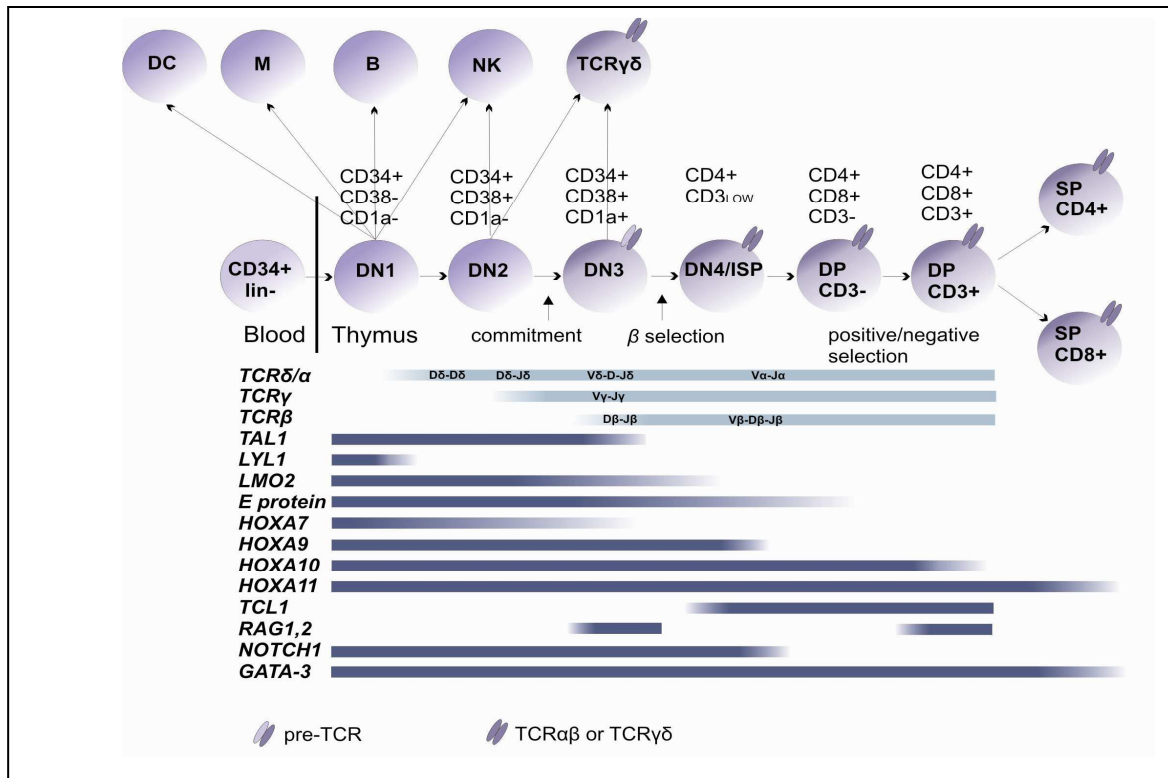 DC
M
B
NK
TCRγδ
CD34+
CD38-
CD1a-
CD34+
CD38+
CD1a-
CD34+
CD38+
CD1a+
CD4+
CD3LOW
CD4+
CD8+
CD3-
CD4+
CD8+
CD3+
SP
CD4+
CD34+
lin-
DN1
DN2
DN3
DN4/ISP
DP
CD3-
DP
CD3+
SP
CD8+
Blood
Thymus
commitment
β selection
positive/negative
selection
TCRδ/α Dδ-Dδ Dδ-Jδ Vδ-D-Jδ Vα-Jα
TCRγ Vγ-Jγ
TCRβ Dβ-Jβ Vβ-Dβ-Jβ
TAL1
LYL1
LMO2
E protein
HOXA7
HOXA9
HOXA10
HOXA11
TCL1
RAG1,2
NOTCH1
GATA-3
pre-TCR
TCRαβ or TCRγδ